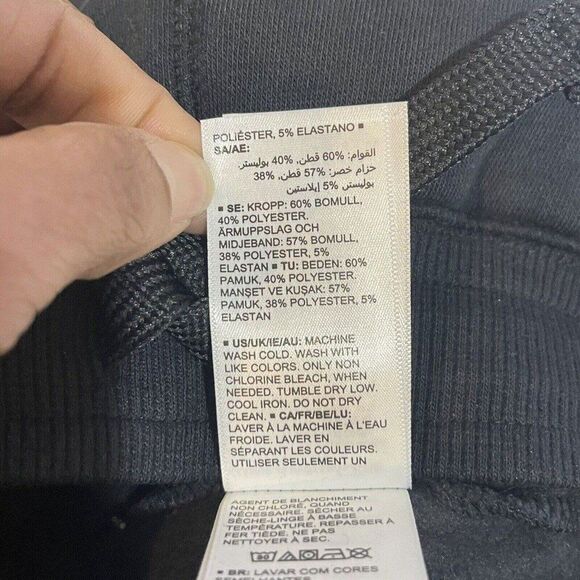 POLIÉSTER, 5% ELASTANO ■
SA/AE:
القوام: 60% قطن, 40% بوليستر.
حزام خصر: 57% قطن, 38%
بوليستر, 5% إيلاستين
■ SE: KROPP: 60% BOMULL,
40% POLYESTER.
ÄRMUPPSLAG OCH
MIDJEBAND: 57% BOMULL,
38% POLYESTER, 5%
ELASTAN ■ TU: BEDEN: 60%
PAMUK, 40% POLYESTER.
MANŞET VE KUŞAK: 57%
PAMUK, 38% POLYESTER, 5%
ELASTAN
■ US/UK/IE/AU: MACHINE
WASH COLD. WASH WITH
LIKE COLORS. ONLY NON
CHLORINE BLEACH, WHEN
NEEDED. TUMBLE DRY LOW.
COOL IRON. DO NOT DRY
CLEAN. ■ CA/FR/BE/LU:
LAVER À LA MACHINE À L'EAU
FROIDE. LAVER EN
SÉPARANT LES COULEURS.
UTILISER SEULEMENT UN
AGENT DE BLANCHIMENT
NON CHLORÉ, QUAND
NÉCESSAIRE. SÉCHER AU
SÈCHE-LINGE À BASSE
TEMPÉRATURE. REPASSER À
FER TIÈDE. NE PAS
NETTOYER À SEC.
■ BR: LAVAR COM CORES
SEMELHANTES